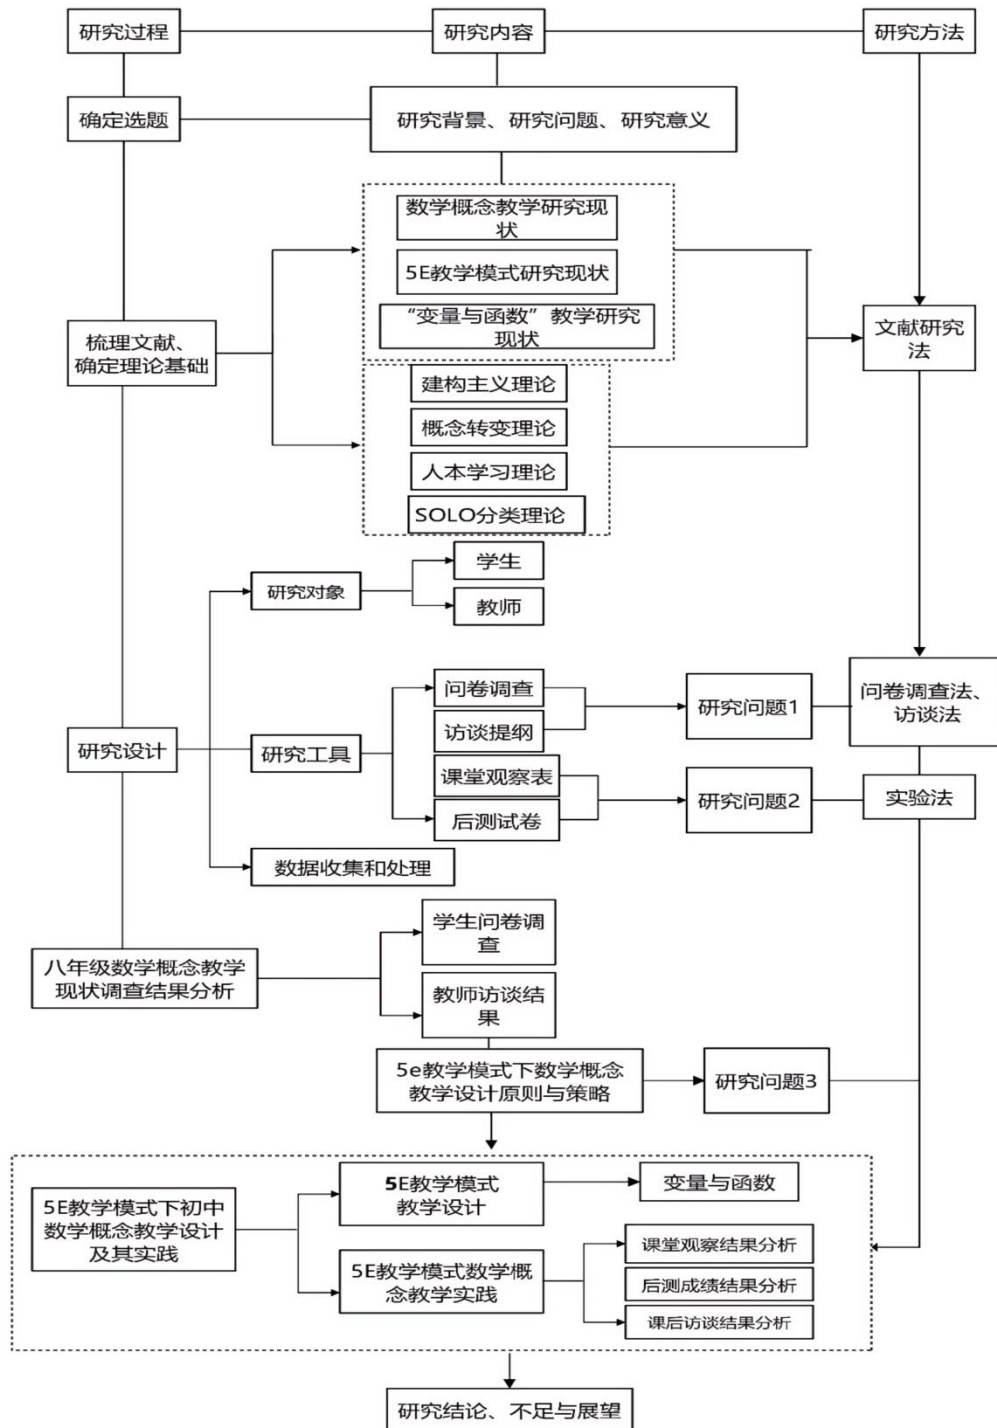 研究过程
研究内容
研究方法
确定选题
研究背景、研究问题、研究意义
数学概念教学研究现
状
5E教学模式研究现状
“变量与函数”教学研究
现状
梳理文献、
确定理论基础
文献研究
法
建构主义理论
概念转变理论
人本学习理论
SOLO分类理论
学生
研究对象
教师
问卷调查
访谈提纲
研究问题1
问卷调查法、
访谈法
研究设计
研究工具
课堂观察表
后测试卷
研究问题2
实验法
数据收集和处理
学生问卷调
查
八年级数学概念教学
现状调查结果分析
教师访谈结
果
5e教学模式下数学概念
教学设计原则与策略
研究问题3
5E教学模式下初中
数学概念教学设计
及其实践
5E教学模式
教学设计
变量与函数
5E教学模式数学概
念教学实践
课堂观察结果分析
后测成绩结果分析
课后访谈结果分析
研究结论、不足与展望